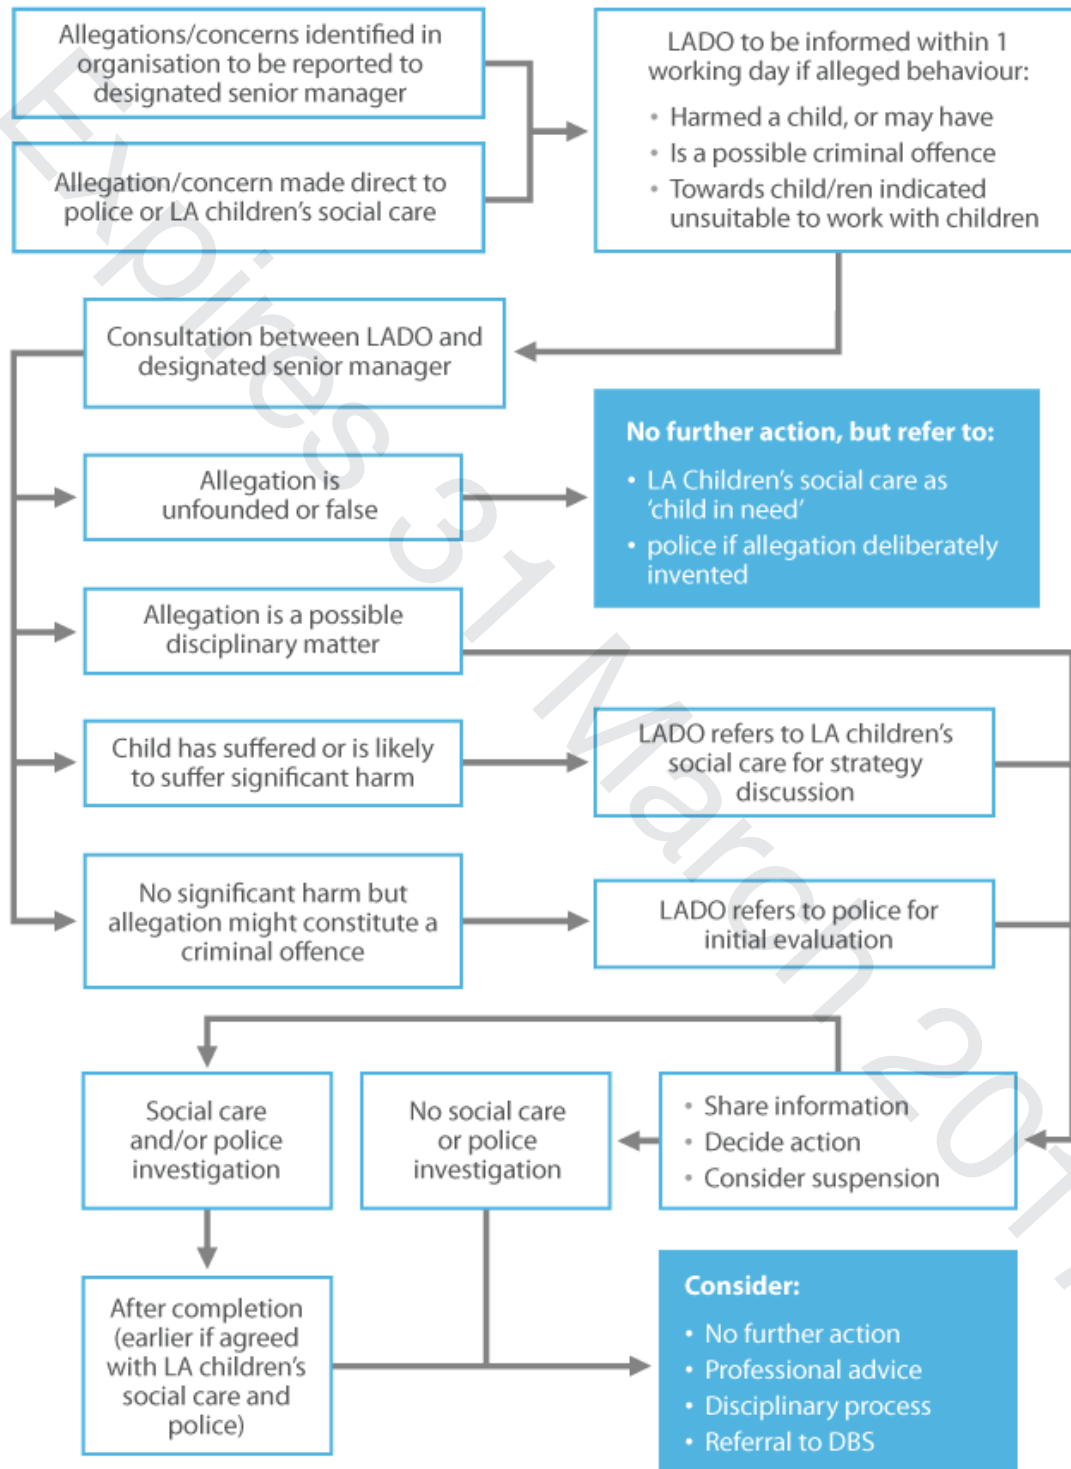 Allegations/concerns identified in
organisation to be reported to
designated senior manager
Allegation/concern made direct to
police or LA children's social care
LADO to be informed within 1
working day if alleged behaviour:
• Harmed a child, or may have
• Is a possible criminal offence
• Towards child/ren indicated
unsuitable to work with children
Consultation between LADO and
designated senior manager
Allegation is
unfounded or false
No further action, but refer to:
• LA Children's social care as
'child in need'
• police if allegation deliberately
invented
Allegation is a possible
disciplinary matter
Child has suffered or is likely
to suffer significant harm
LADO refers to LA children's
social care for strategy
discussion
No significant harm but
allegation might constitute a
criminal offence
LADO refers to police for
initial evaluation
Social care
and/or police
investigation
No social care
or police
investigation
• Share information
• Decide action
• Consider suspension
After completion
(earlier if agreed
with LA children's
social care and
police)
Consider:
• No further action
• Professional advice
• Disciplinary process
• Referral to DBS
Expires 31 March 201